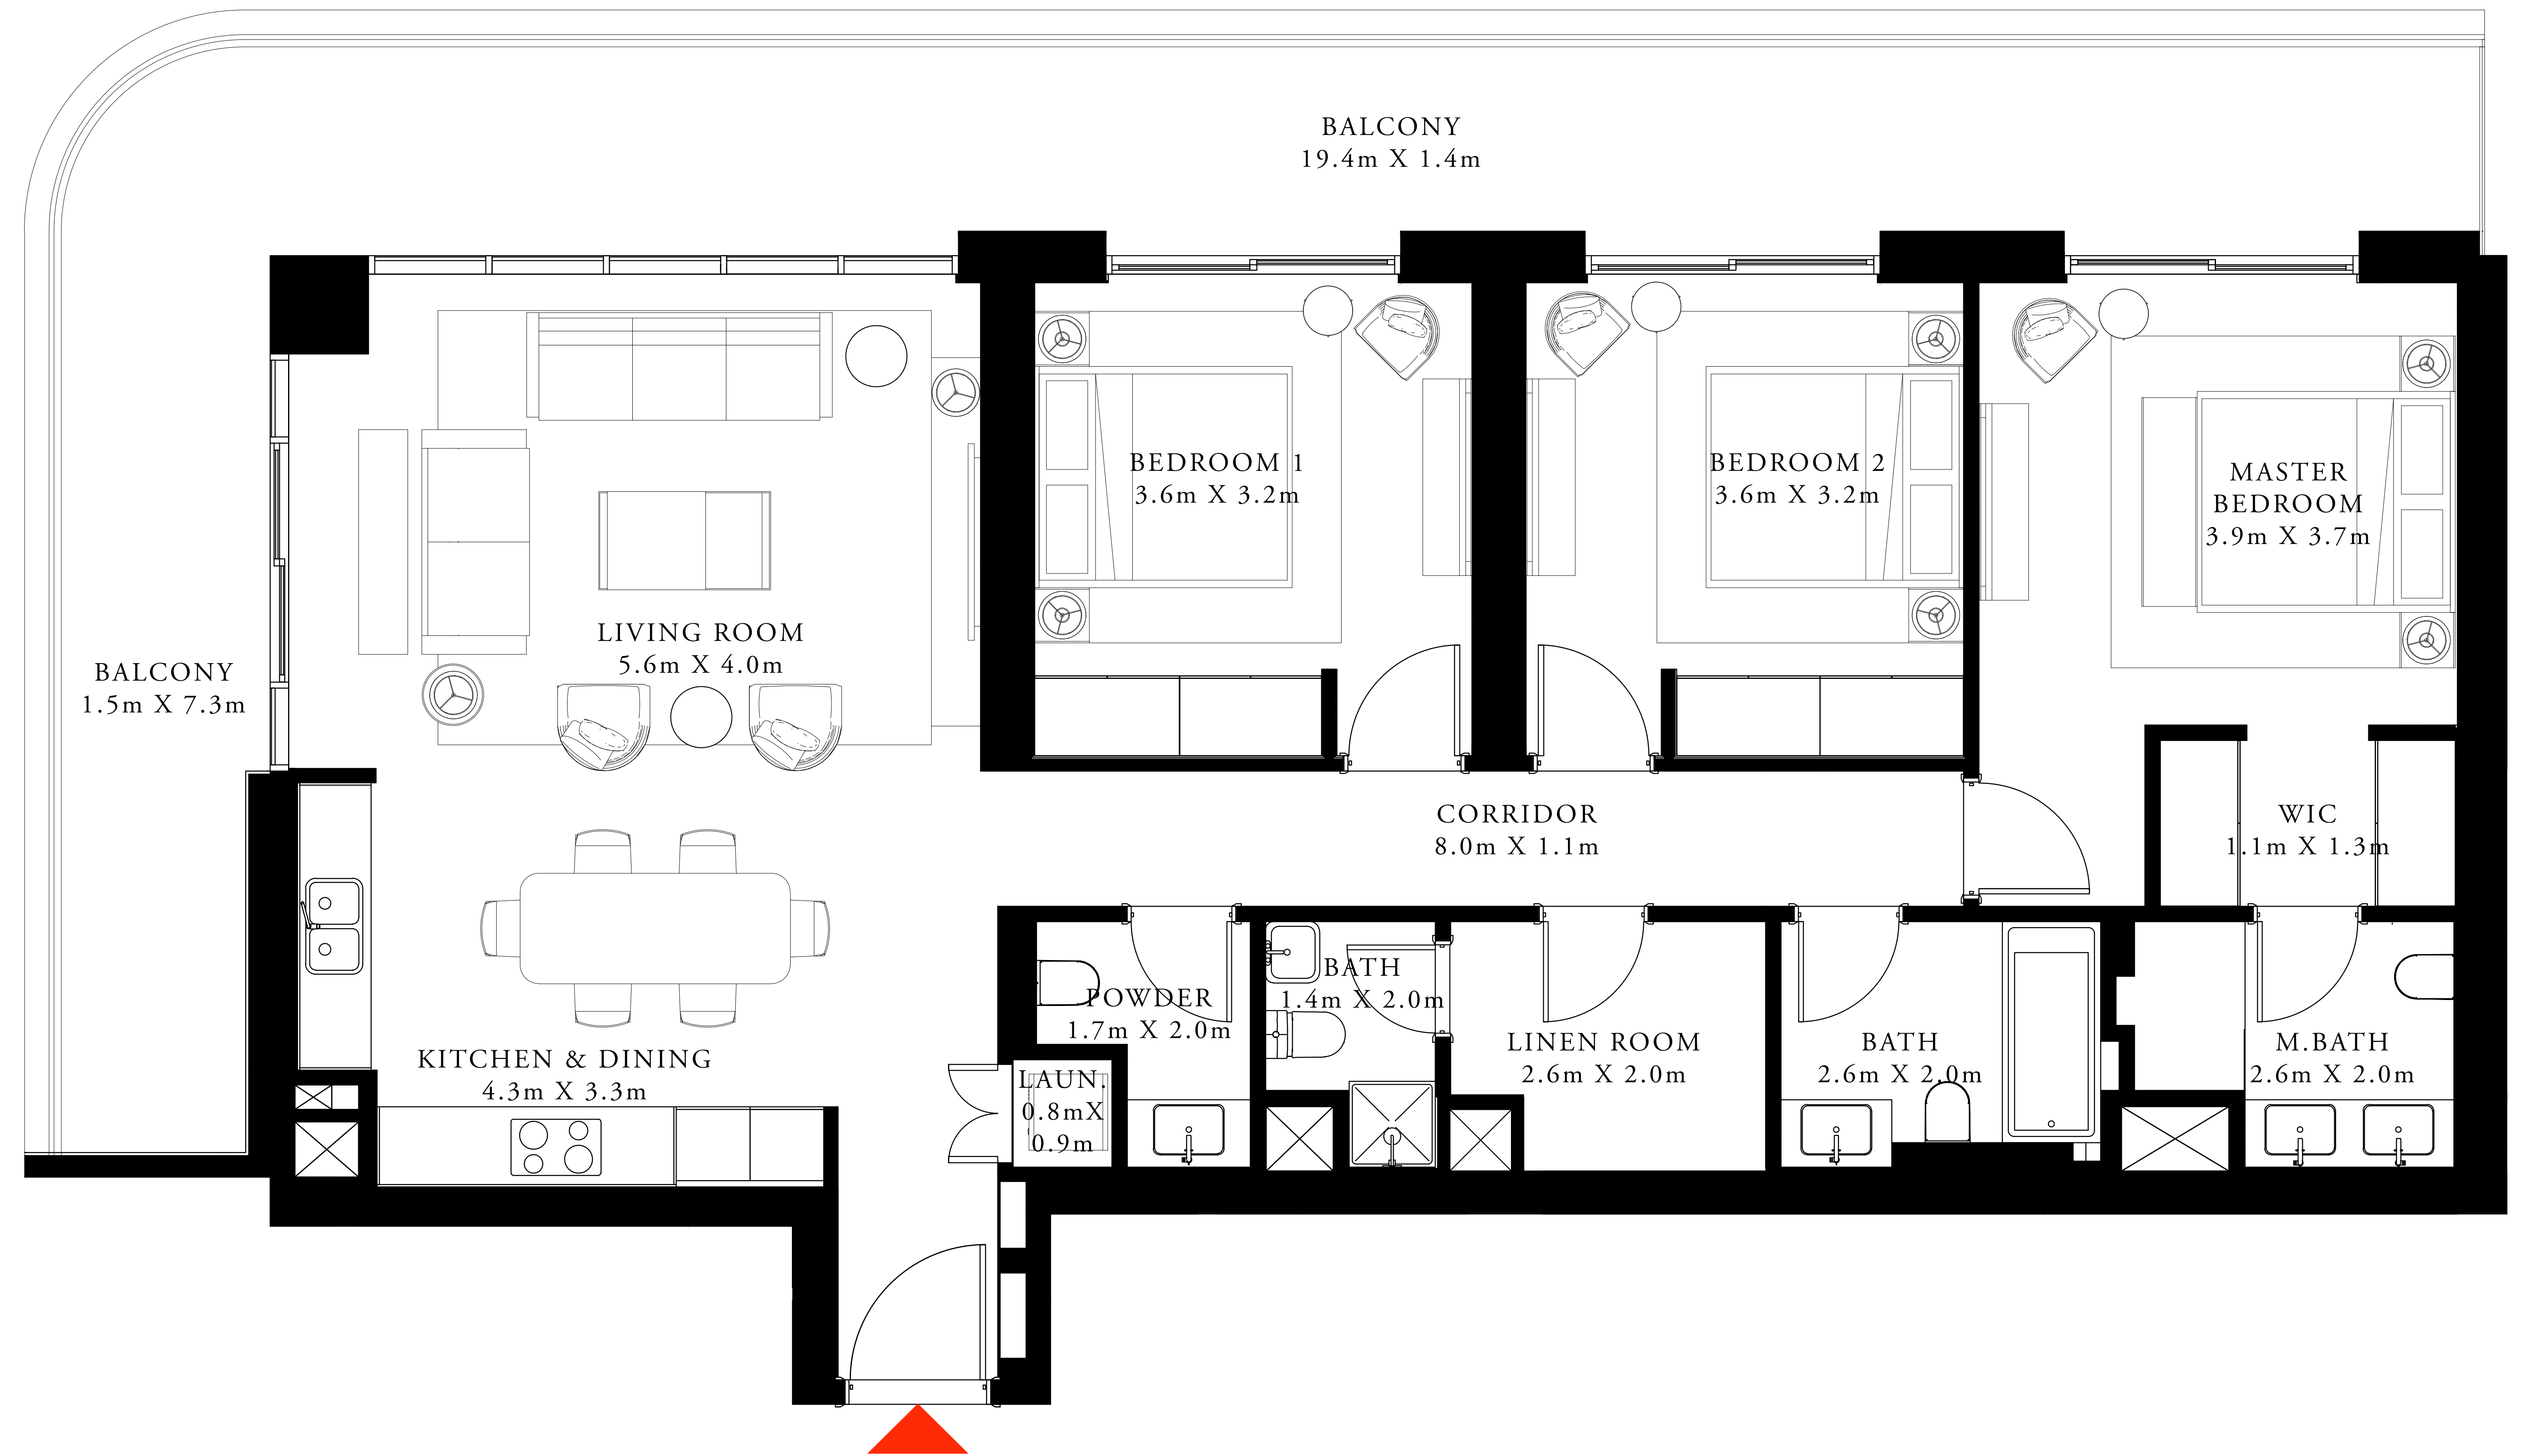 BALCONY
19.4m X 1.4m
BEDROOM 1
3.6m X 3.2m
BEDROOM 2
3.6m X 3.2m
MASTER
BEDROOM
3.9m X 3.7m
LIVING ROOM
5.6m X 4.0m
BALCONY
1.5m X 7.3m
CORRIDOR
8.0m X 1.1m
WIC
1.1m X 1.3m
KITCHEN & DINING
4.3m X 3.3m
POWDER
1.7m X 2.0m
BATH
1.4m X 2.0m
LINEN ROOM
2.6m X 2.0m
BATH
2.6m X 2.0m
M.BATH
2.6m X 2.0m
LAUN.
0.8mX
0.9m